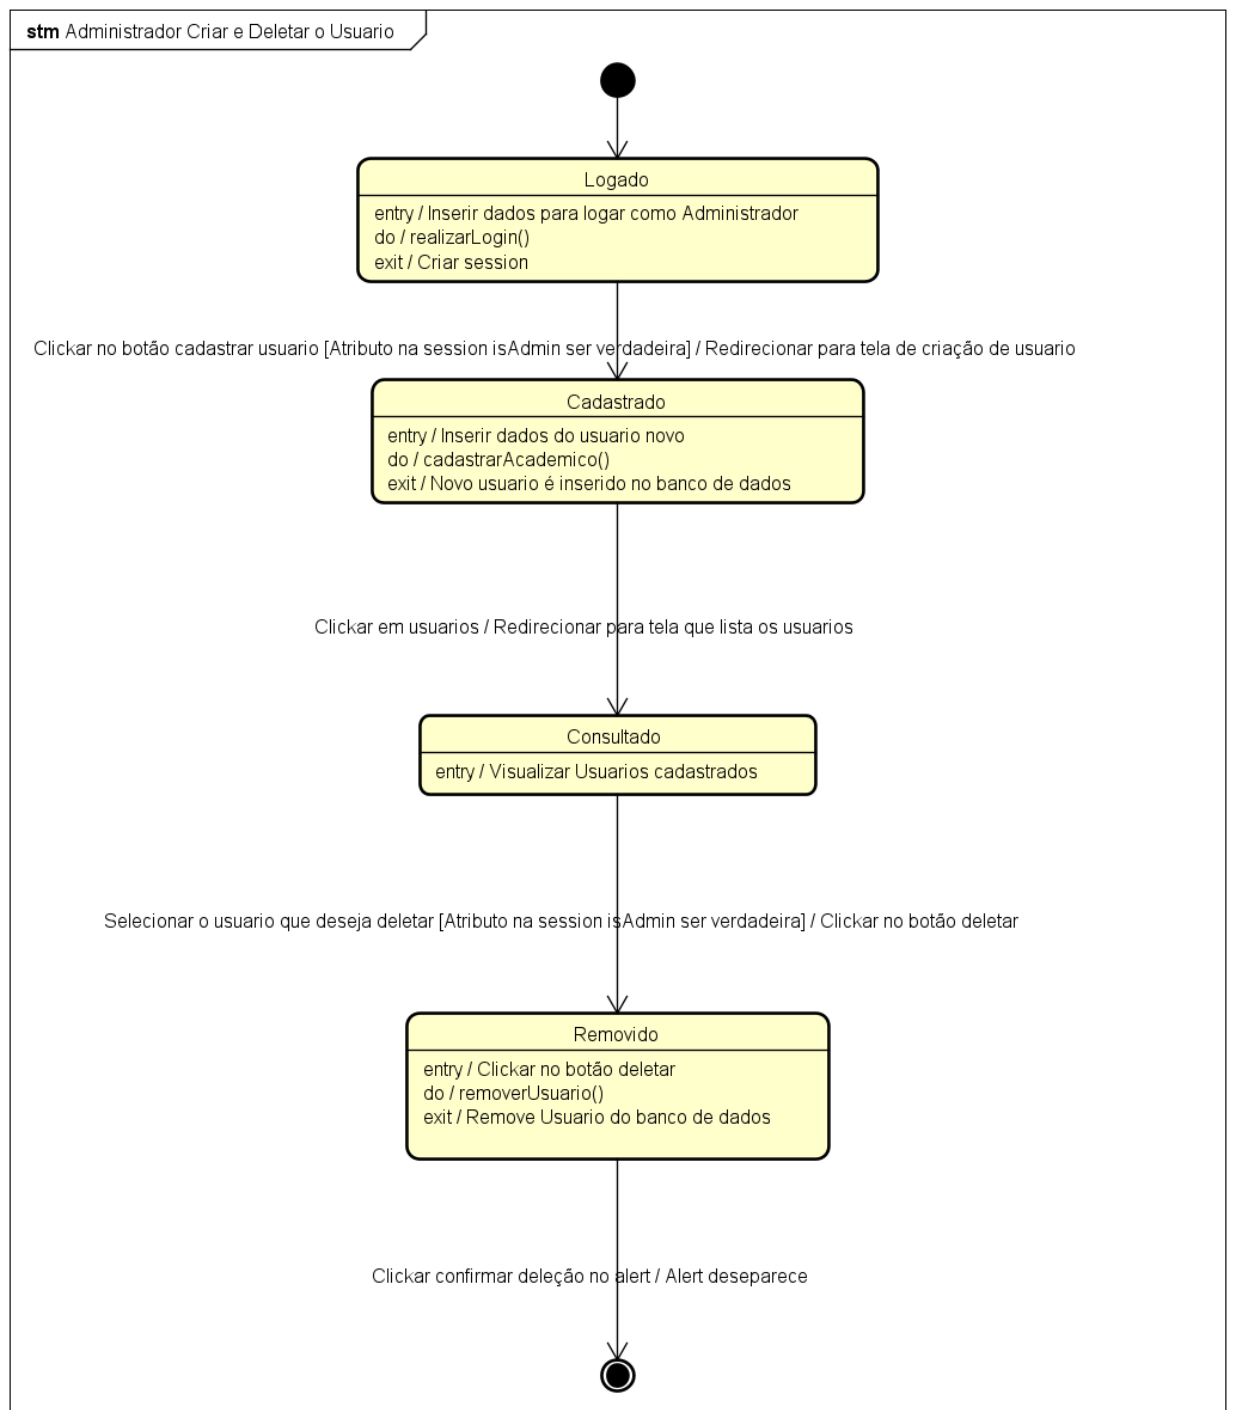 stm Administrador Criar e Deletar o Usuario
Logado
entry / Inserir dados para logar como Administrador
do / realizarLogin()
exit / Criar session
Clickar no botão cadastrar usuario [Atributo na session isAdmin ser verdadeira] / Redirecionar para tela de criação de usuario
Cadastrado
entry / Inserir dados do usuario novo
do / cadastrarAcademico()
exit / Novo usuario é inserido no banco de dados
Clickar em usuarios / Redirecionar para tela que lista os usuarios
Consultado
entry / Visualizar Usuarios cadastrados
Selecionar o usuario que deseja deletar [Atributo na session isAdmin ser verdadeira] / Clickar no botão deletar
Removido
entry / Clickar no botão deletar
do / removerUsuario()
exit / Remove Usuario do banco de dados
Clickar confirmar deleção no alert / Alert deseparece